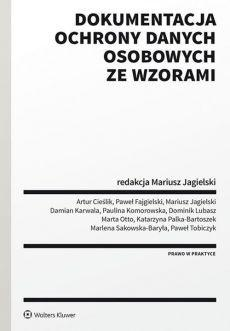 DOKUMENTACJA
OCHRONY DANYCH
OSOBOWYCH
ZE WZORAMI
redakcja Mariusz Jagielski
Artur Cieślik, Paweł Fajgielski, Mariusz Jagielski
Damian Karwala, Paulina Komorowska, Dominik Lubasz
Marta Otto, Katarzyna Palka-Bartoszek
Marlena Sakowska-Baryła, Paweł Tobiczyk
PRAWO W PRAKTYCE
Wolters Kluwer